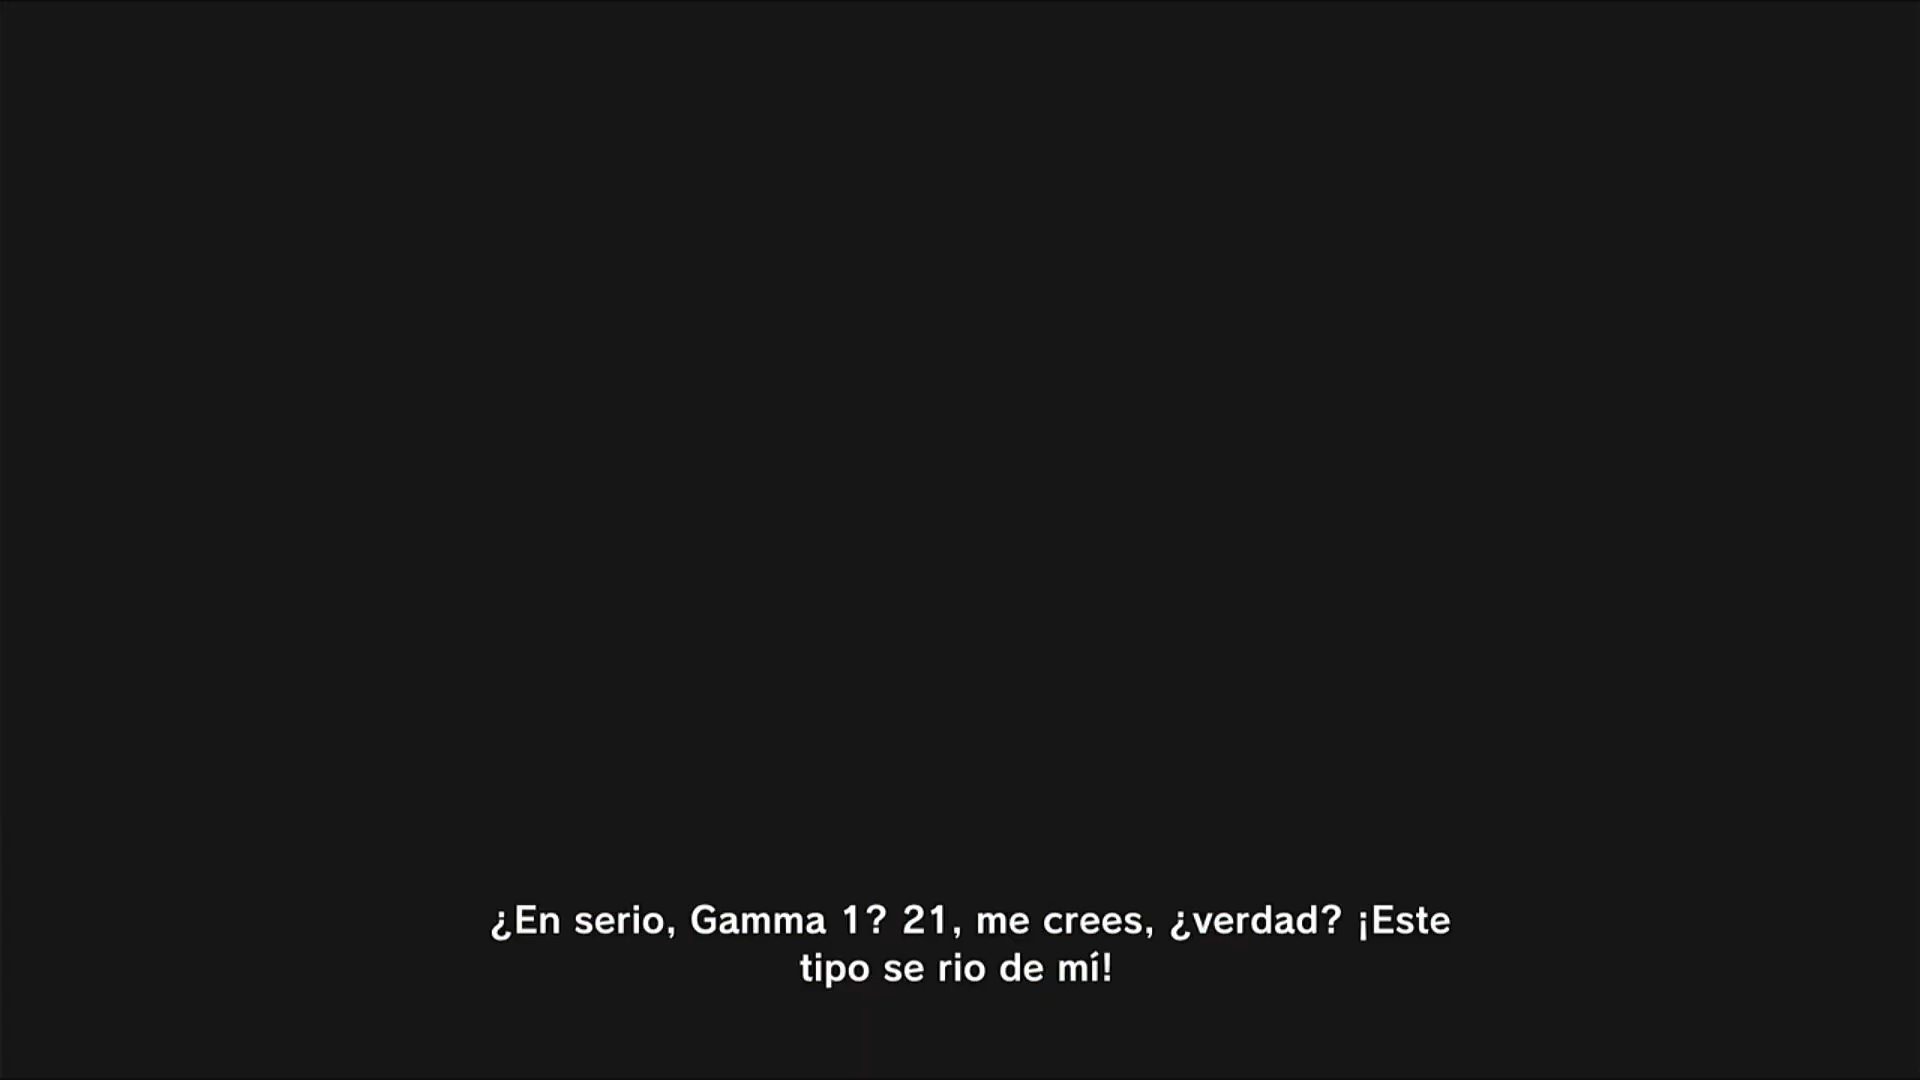 ¿En serio, Gamma 1? 21, me crees, ¿verdad? ¡Este
tipo se rio de mí!